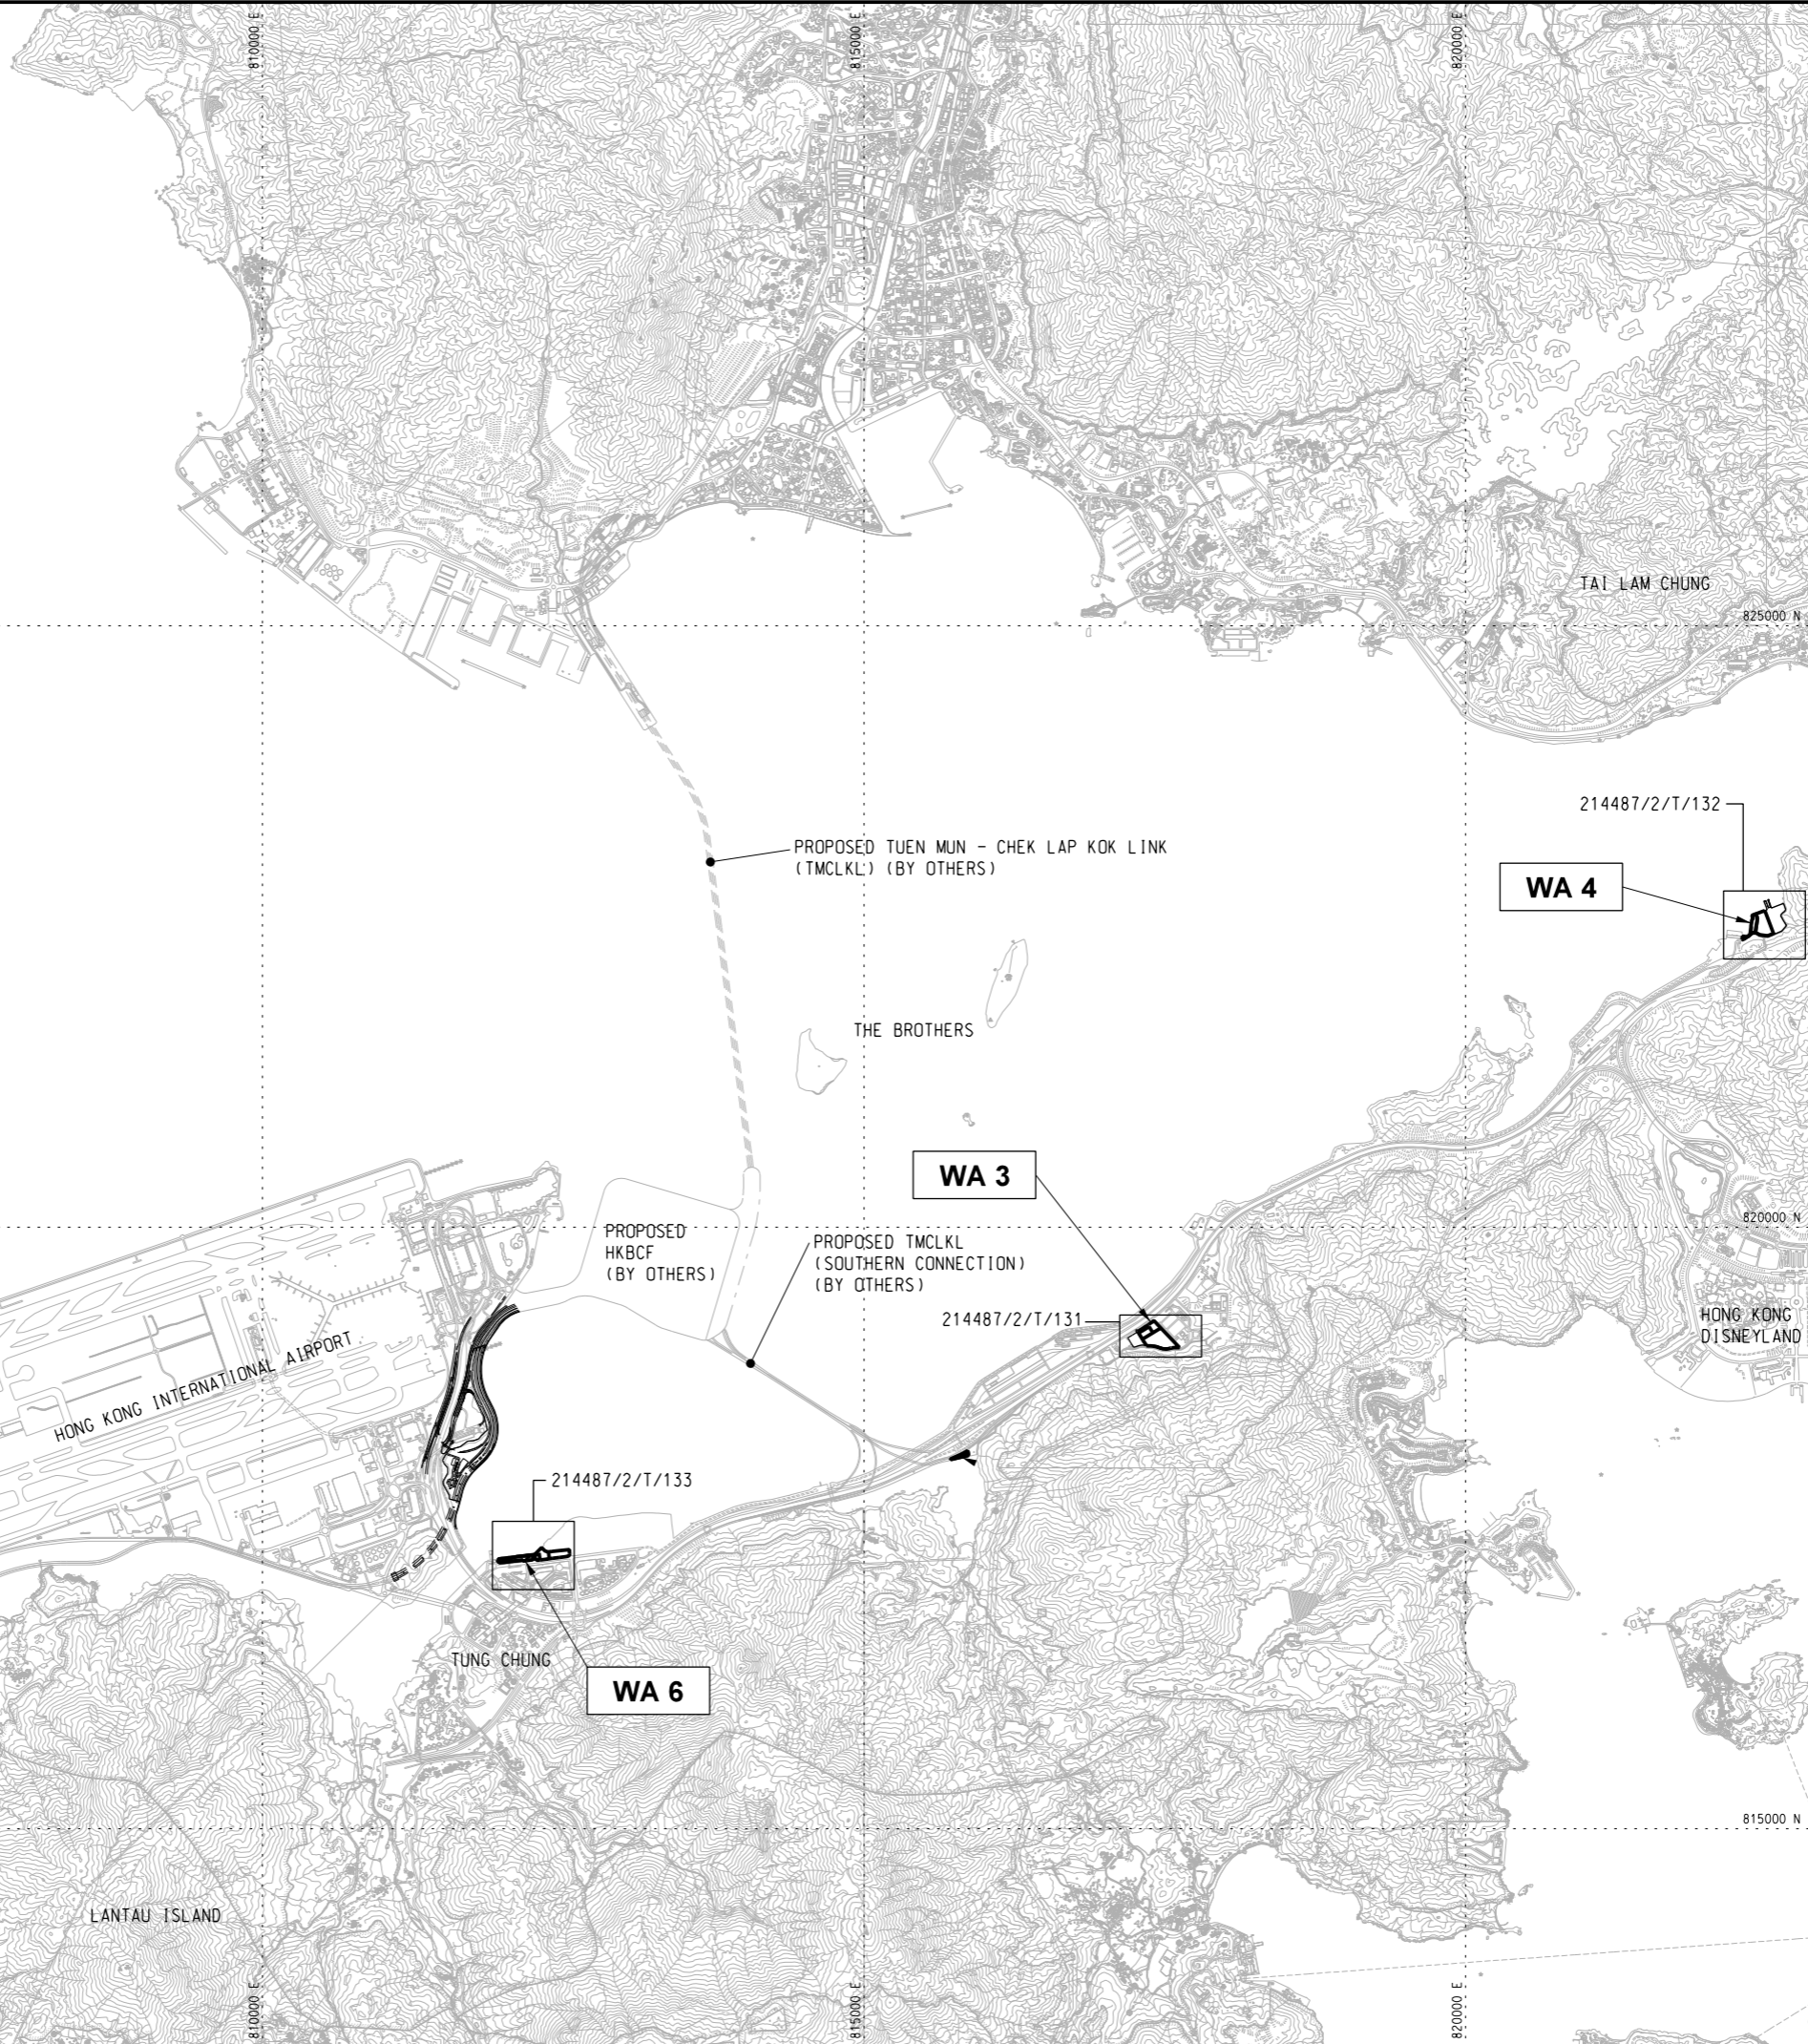 810000 E
815000 E
820000 E
TAI LAM CHUNG
825000 N
214487/2/T/132
PROPOSED TUEN MUN - CHEK LAP KOK LINK
(TMCLKL) (BY OTHERS)
WA 4
THE BROTHERS
WA 3
PROPOSED
HKBCF
(BY OTHERS)
PROPOSED TMCLKL
(SOUTHERN CONNECTION)
(BY OTHERS)
820000 N
214487/2/T/131
HONG KONG
DISNEYLAND
HONG KONG INTERNATIONAL AIRPORT
214487/2/T/133
TUNG CHUNG
WA 6
815000 N
LANTAU ISLAND
810000 E
815000 E
820000 E